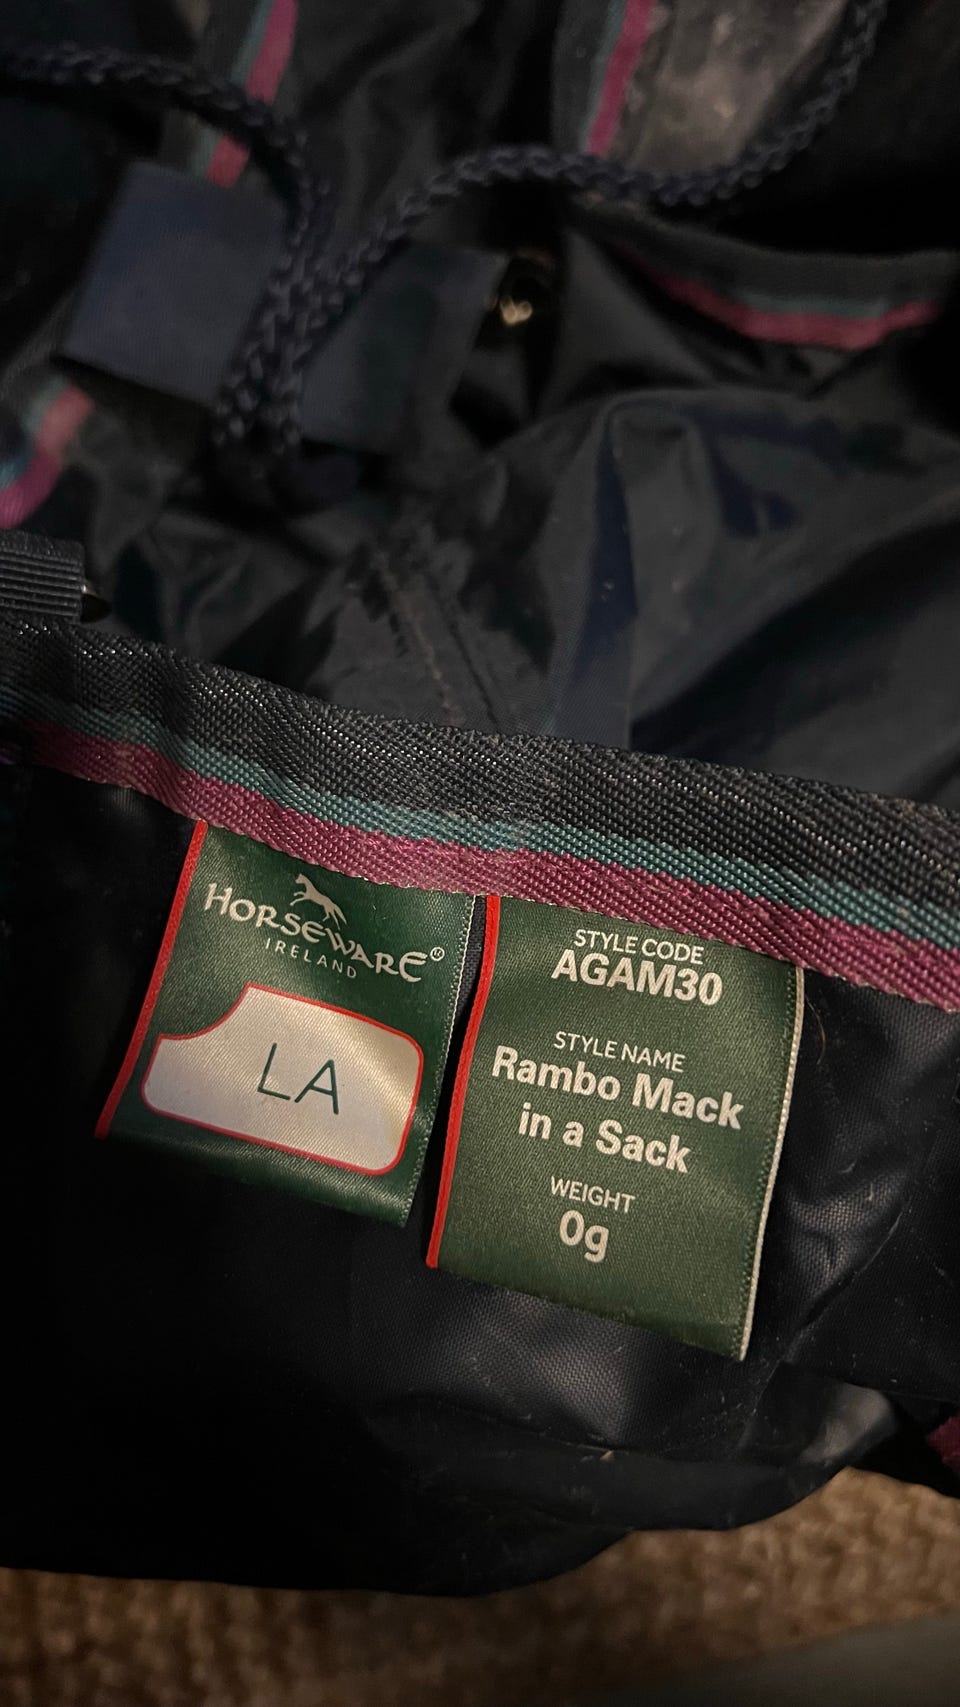 HORSEWARE®
IRELAND
LA
STYLE CODE
AGAM30
STYLE NAME
Rambo Mack
in a Sack
WEIGHT
0g